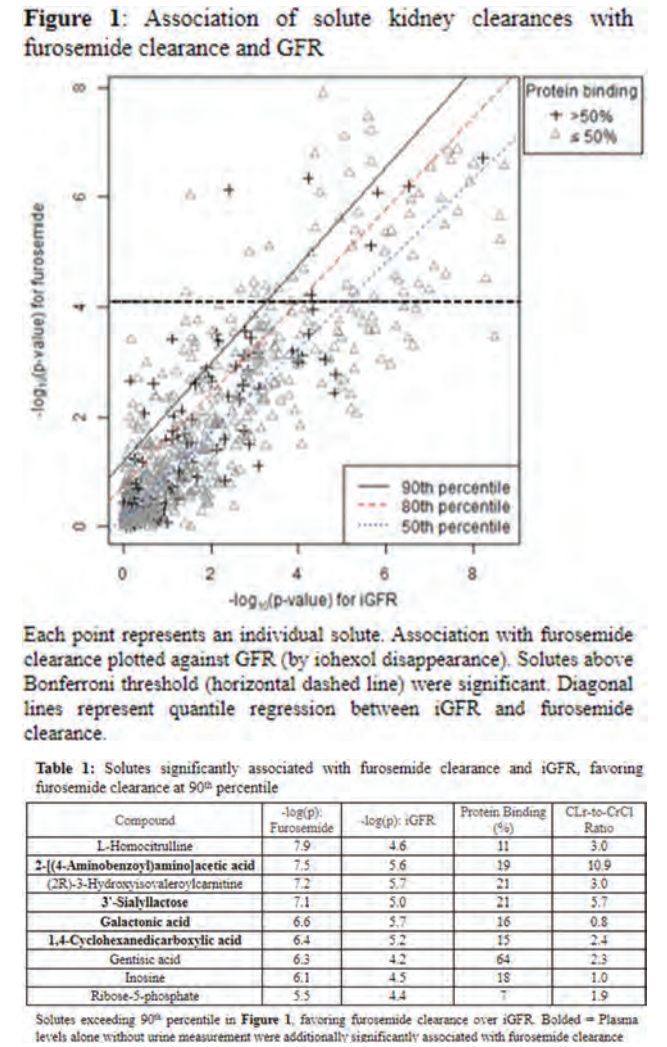 Figure 1: Association of solute kidney clearances with
furosemide clearance and GFR
Protein binding
+ >50%
△ ≤ 50%
-log₁₀(p-value) for furosemide
8
6
4
2
0
90th percentile
80th percentile
50th percentile
0 2 4 6 8
-log₁₀(p-value) for iGFR
Each point represents an individual solute. Association with furosemide
clearance plotted against GFR (by iohexol disappearance). Solutes above
Bonferroni threshold (horizontal dashed line) were significant. Diagonal
lines represent quantile regression between iGFR and furosemide
clearance.
Table 1: Solutes significantly associated with furosemide clearance and iGFR, favoring
furosemide clearance at 90th percentile
Compound | -log(p): Furosemide | -log(p): iGFR | Protein Binding (%) | CLr-to-CrCl Ratio
L-Homocitrulline 7.9 4.6 11 3.0
2-[(4-Aminobenzoyl)amino]acetic acid 7.5 5.6 19 10.9
(2R)-3-Hydroxyisovaleroylcarnitine 7.2 5.7 21 3.0
3'-Sialyllactose 7.1 5.0 21 5.7
Galactonic acid 6.6 5.7 16 0.8
1,4-Cyclohexanedicarboxylic acid 6.4 5.2 15 2.4
Gentisic acid 6.3 4.2 64 2.3
Inosine 6.1 4.5 18 1.0
Ribose-5-phosphate 5.5 4.4 7 1.9
Solutes exceeding 90th percentile in Figure 1, favoring furosemide clearance over iGFR. Bolded = Plasma
levels alone without urine measurement were additionally significantly associated with furosemide clearance